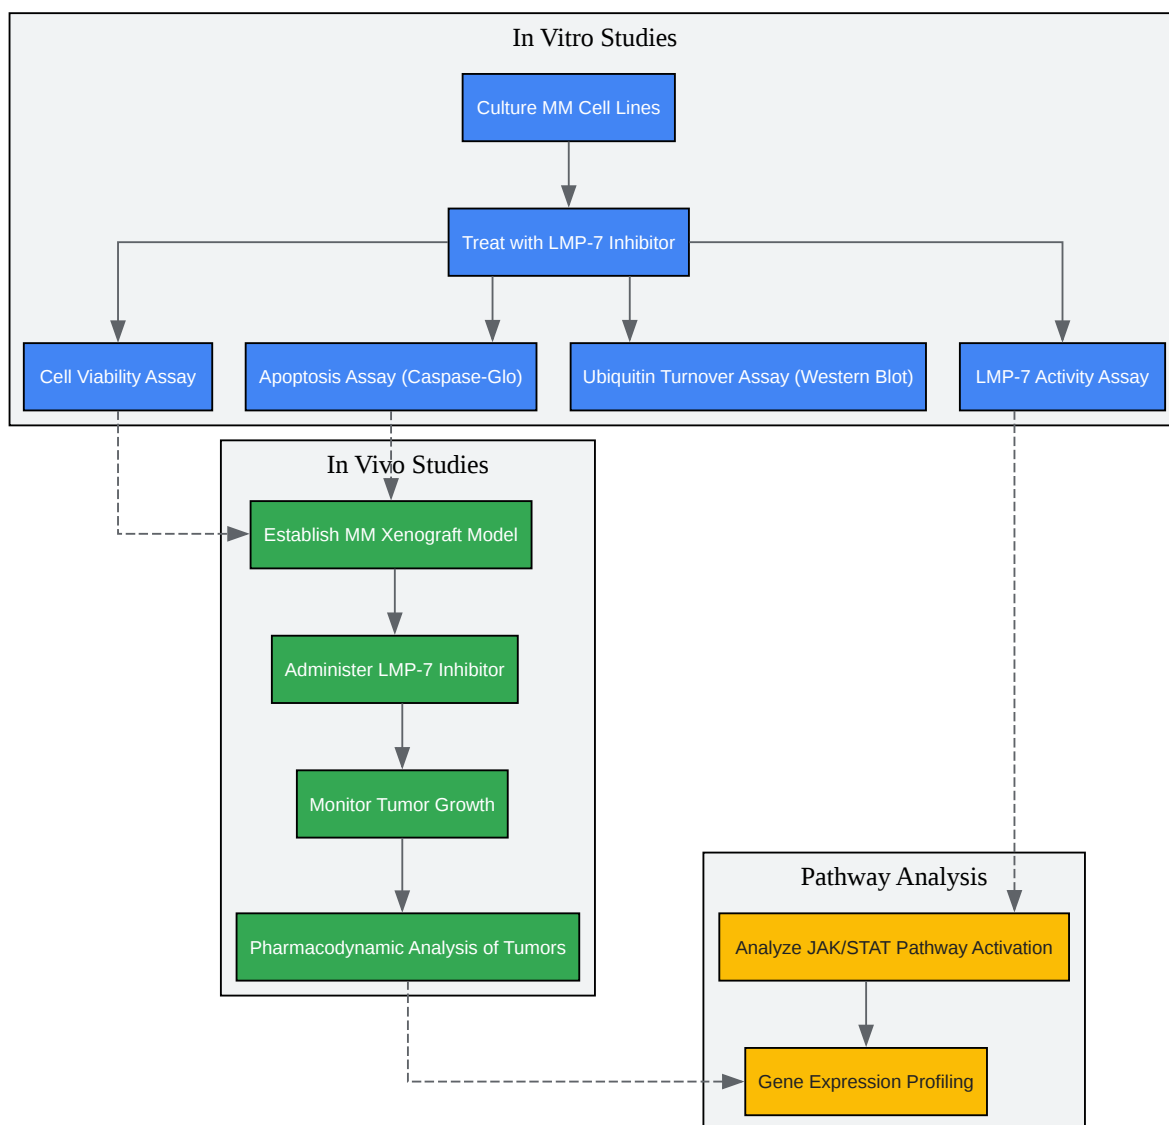 In Vitro Studies
Culture MM Cell Lines
Treat with LMP-7 Inhibitor
Cell Viability Assay
Apoptosis Assay (Caspase-Glo)
Ubiquitin Turnover Assay (Western Blot)
LMP-7 Activity Assay
In Vivo Studies
Establish MM Xenograft Model
Administer LMP-7 Inhibitor
Monitor Tumor Growth
Pharmacodynamic Analysis of Tumors
Pathway Analysis
Analyze JAK/STAT Pathway Activation
Gene Expression Profiling